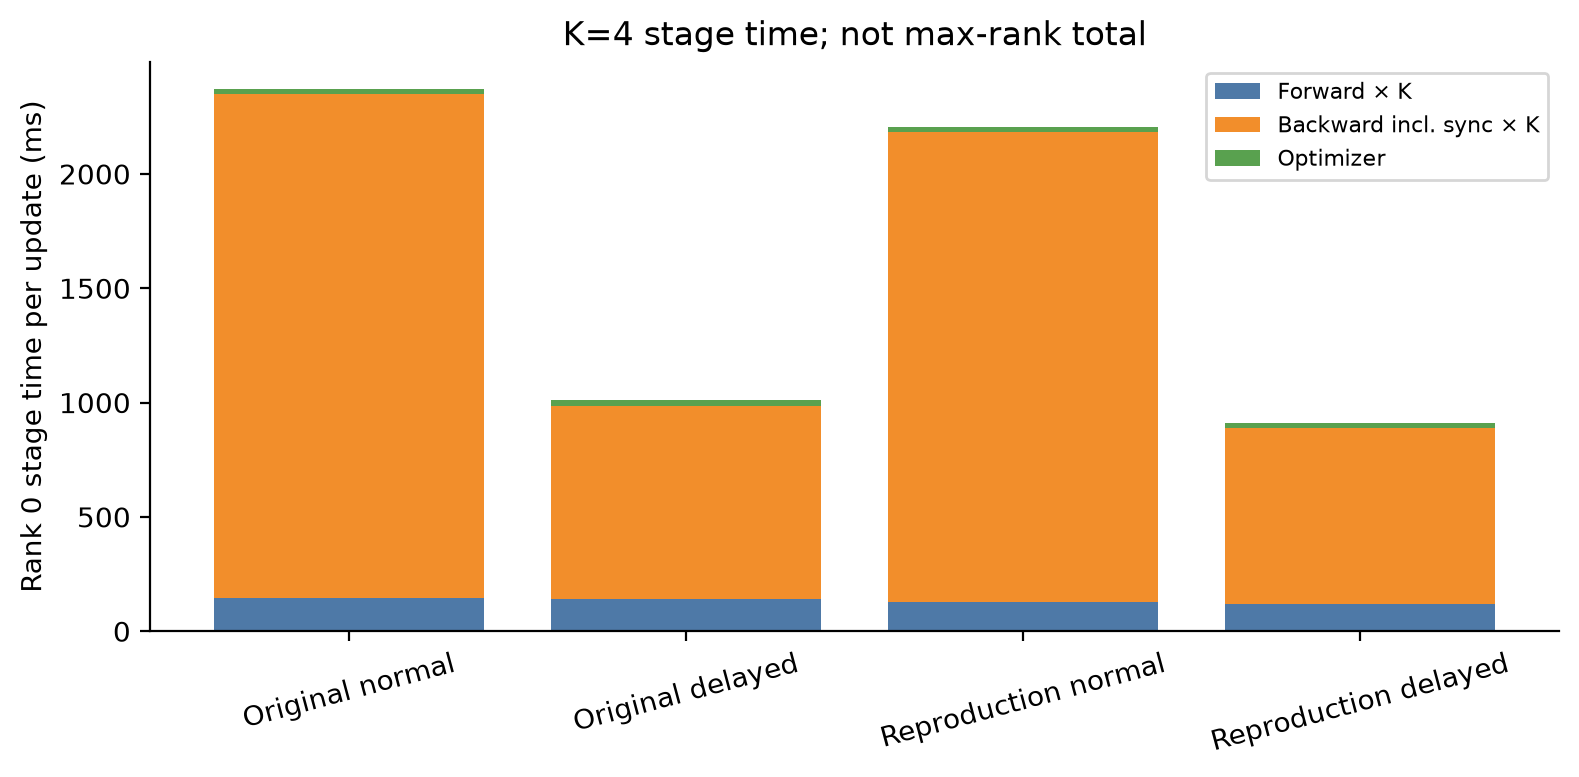 K=4 stage time; not max-rank total
Rank 0 stage time per update (ms)
2000
1500
1000
500
0
Forward × K
Backward incl. sync × K
Optimizer
Original normal
Original delayed
Reproduction normal
Reproduction delayed